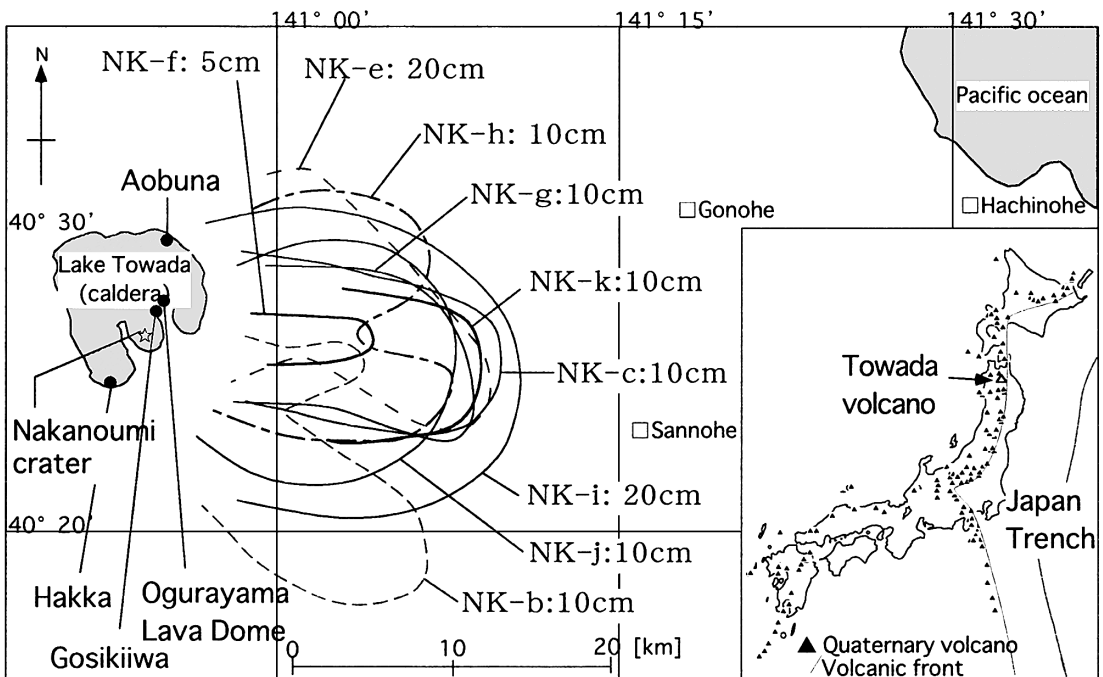 141° 00'
141° 15'
141° 30'
N
NK-f: 5cm
NK-e: 20cm
NK-h: 10cm
Pacific ocean
Aobuna
NK-g:10cm
40° 30'
Gonohe
Hachinohe
Lake Towada
(caldera)
NK-k:10cm
NK-c:10cm
Towada
volcano
Nakanoumi
crater
Sannohe
NK-i: 20cm
Japan
Trench
40° 20'
NK-j:10cm
Hakka
Ogurayama
Lava Dome
NK-b:10cm
Gosikiiwa
0
10
20
[km]
Quaternary volcano
Volcanic front